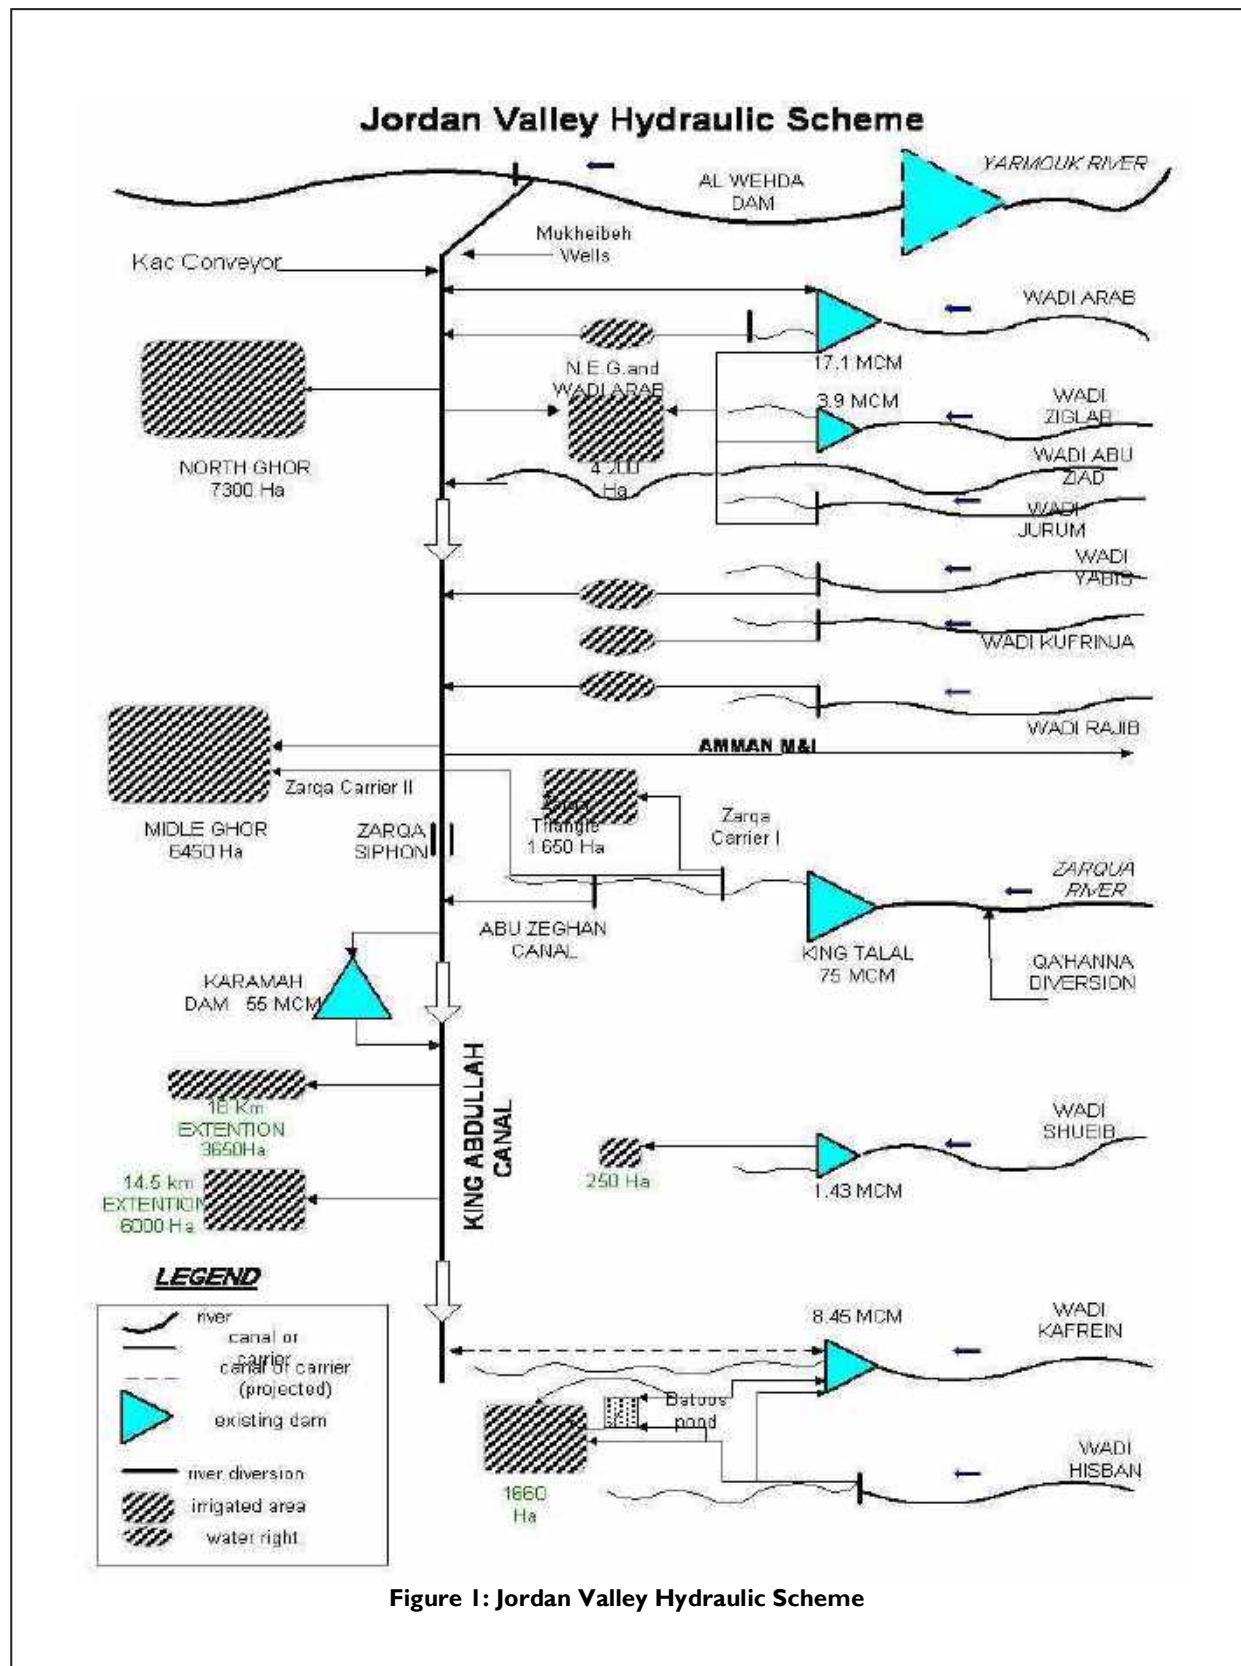 Jordan Valley Hydraulic Scheme
YARMOUK RIVER
AL WEHDA
DAM
Mukheibeh
Wells
Kac Conveyor
WADI ARAB
17.1 MCM
N.E.G.and
WADI ARAB
4 200
Ha
3.9 MCM
WADI
ZIGLAB
WADI ABU
ZIAD
NORTH GHOR
7300 Ha
WADI
JURUM
WADI
YABIS
WADI KUFRINJA
WADI RAJIB
AMMAN M&I
Zarqa Carrier II
MIDLE GHOR
6450 Ha
ZARQA
SIPHON
Triangle
1 650 Ha
Zarqa
Carrier I
ZARQUA
RIVER
ABU ZEGHAN
CANAL
KING TALAL
75 MCM
QA'HANNA
DIVERSION
KARAMAH
DAM 55 MCM
KING ABDULLAH
CANAL
18 Km
EXTENTION
3650Ha
14.5 km
EXTENTION
6000 Ha
WADI
SHUEIB
250 Ha
1.43 MCM
8.45 MCM
WADI
KAFREIN
pond
WADI
HISBAN
1660
Ha
LEGEND
river
canal or
carrier
canal or carrier
(projected)
existing dam
river diversion
irrigated area
water right
Figure 1: Jordan Valley Hydraulic Scheme